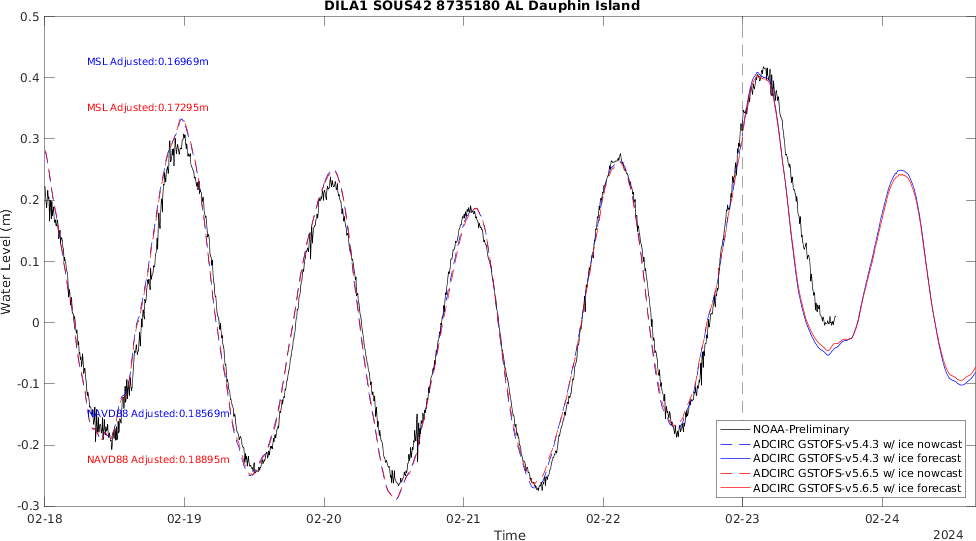 DILA1 SOUS42 8735180 AL Dauphin Island
0.5
0.4
0.3
0.2
0.1
0
-0.1
-0.2
-0.3
Water Level (m)
MSL Adjusted:0.16969m
MSL Adjusted:0.17295m
NAVD88 Adjusted:0.18569m
NAVD88 Adjusted:0.18895m
NOAA-Preliminary
ADCIRC GSTOFS-v5.4.3 w/ ice nowcast
ADCIRC GSTOFS-v5.4.3 w/ ice forecast
ADCIRC GSTOFS-v5.6.5 w/ ice nowcast
ADCIRC GSTOFS-v5.6.5 w/ ice forecast
02-18 02-19 02-20 02-21 02-22 02-23 02-24
Time
2024